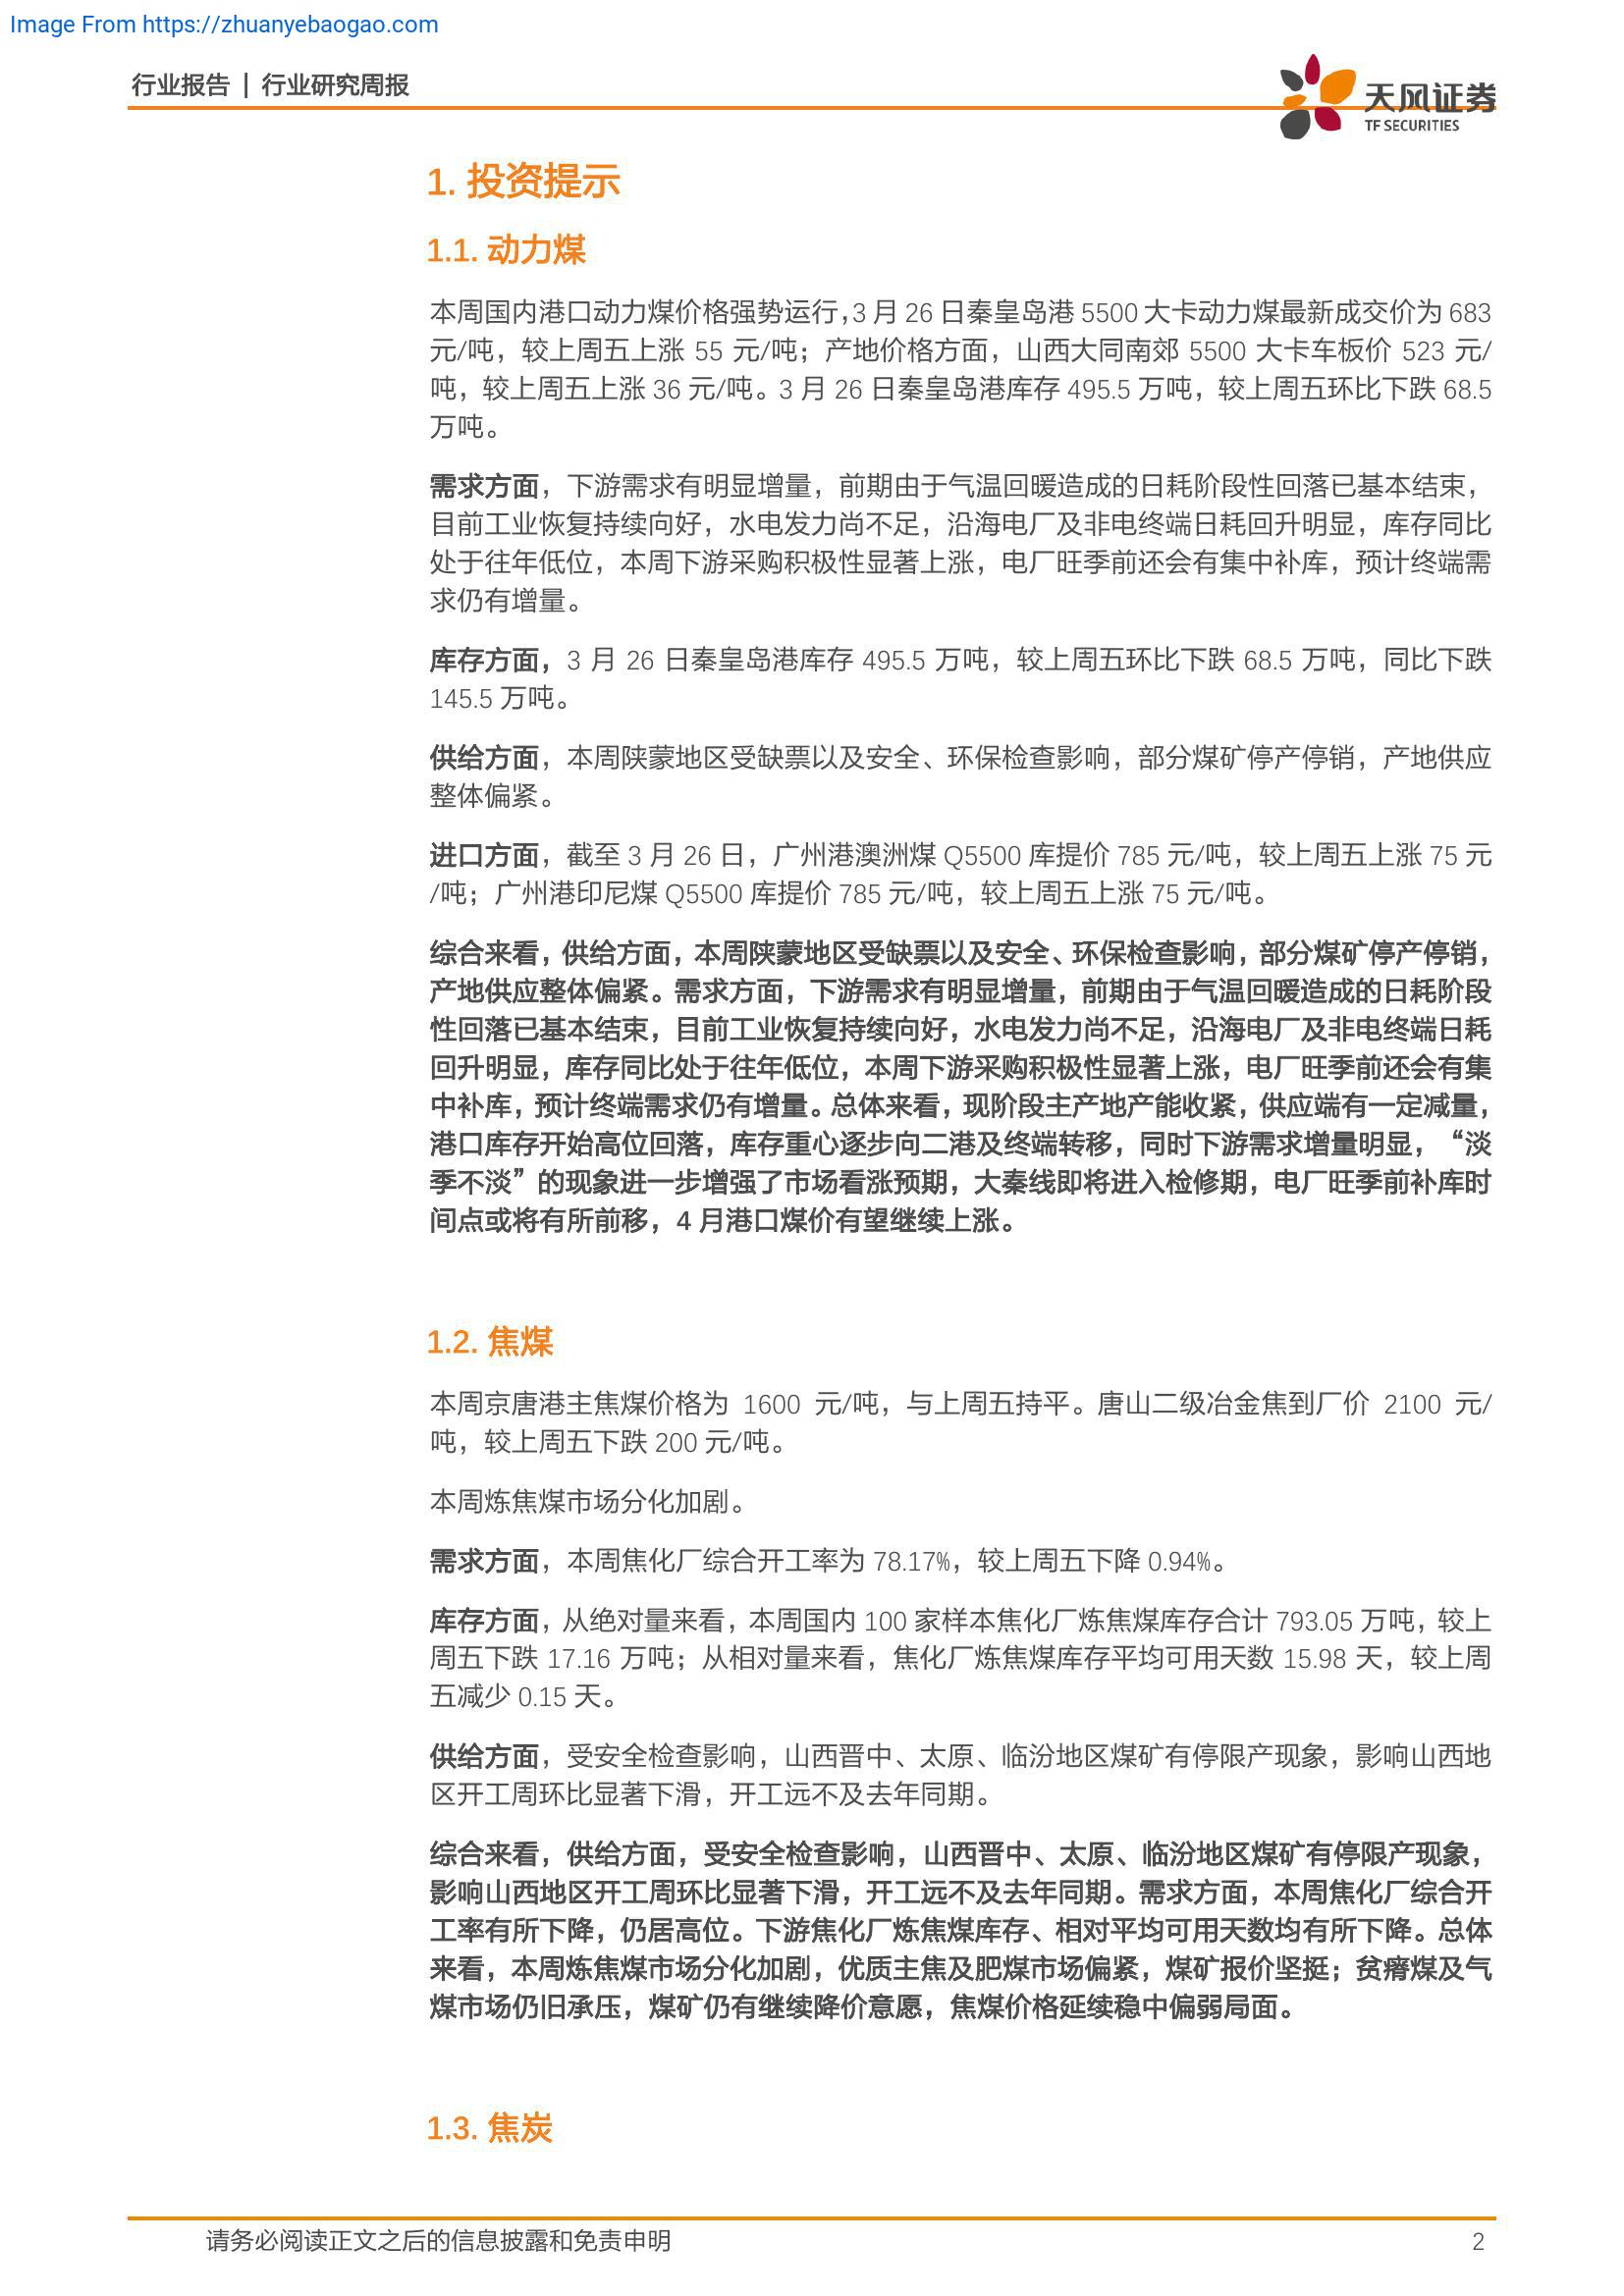 Image From https://zhuanyebaogao.com
行业报告 | 行业研究周报
天风证券
TF SECURITIES
1. 投资提示
1.1. 动力煤
本周国内港口动力煤价格强势运行，3 月 26 日秦皇岛港 5500 大卡动力煤最新成交价为 683
元/吨，较上周五上涨 55 元/吨；产地价格方面，山西大同南郊 5500 大卡车板价 523 元/
吨，较上周五上涨 36 元/吨。3 月 26 日秦皇岛港库存 495.5 万吨，较上周五环比下跌 68.5
万吨。
需求方面，下游需求有明显增量，前期由于气温回暖造成的日耗阶段性回落已基本结束，
目前工业恢复持续向好，水电发力尚不足，沿海电厂及非电终端日耗回升明显，库存同比
处于往年低位，本周下游采购积极性显著上涨，电厂旺季前还会有集中补库，预计终端需
求仍有增量。
库存方面，3 月 26 日秦皇岛港库存 495.5 万吨，较上周五环比下跌 68.5 万吨，同比下跌
145.5 万吨。
供给方面，本周陕蒙地区受缺票以及安全、环保检查影响，部分煤矿停产停销，产地供应
整体偏紧。
进口方面，截至 3 月 26 日，广州港澳洲煤 Q5500 库提价 785 元/吨，较上周五上涨 75 元
/吨；广州港印尼煤 Q5500 库提价 785 元/吨，较上周五上涨 75 元/吨。
综合来看，供给方面，本周陕蒙地区受缺票以及安全、环保检查影响，部分煤矿停产停销，
产地供应整体偏紧。需求方面，下游需求有明显增量，前期由于气温回暖造成的日耗阶段
性回落已基本结束，目前工业恢复持续向好，水电发力尚不足，沿海电厂及非电终端日耗
回升明显，库存同比处于往年低位，本周下游采购积极性显著上涨，电厂旺季前还会有集
中补库，预计终端需求仍有增量。总体来看，现阶段主产地产能收紧，供应端有一定减量，
港口库存开始高位回落，库存重心逐步向二港及终端转移，同时下游需求增量明显，“淡
季不淡”的现象进一步增强了市场看涨预期，大秦线即将进入检修期，电厂旺季前补库时
间点或将有所前移，4 月港口煤价有望继续上涨。
1.2. 焦煤
本周京唐港主焦煤价格为 1600 元/吨，与上周五持平。唐山二级冶金焦到厂价 2100 元/
吨，较上周五下跌 200 元/吨。
本周炼焦煤市场分化加剧。
需求方面，本周焦化厂综合开工率为 78.17%，较上周五下降 0.94%。
库存方面，从绝对量来看，本周国内 100 家样本焦化厂炼焦煤库存合计 793.05 万吨，较上
周五下跌 17.16 万吨；从相对量来看，焦化厂炼焦煤库存平均可用天数 15.98 天，较上周
五减少 0.15 天。
供给方面，受安全检查影响，山西晋中、太原、临汾地区煤矿有停限产现象，影响山西地
区开工周环比显著下滑，开工远不及去年同期。
综合来看，供给方面，受安全检查影响，山西晋中、太原、临汾地区煤矿有停限产现象，
影响山西地区开工周环比显著下滑，开工远不及去年同期。需求方面，本周焦化厂综合开
工率有所下降，仍居高位。下游焦化厂炼焦煤库存、相对平均可用天数均有所下降。总体
来看，本周炼焦煤市场分化加剧，优质主焦及肥煤市场偏紧，煤矿报价坚挺；贫瘠煤及气
煤市场仍旧承压，煤矿仍有继续降价意愿，焦煤价格延续稳中偏弱局面。
1.3. 焦炭
请务必阅读正文之后的信息披露和免责申明
2